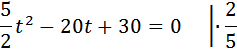 5/2 t² − 20t + 30 = 0 | · 2/5